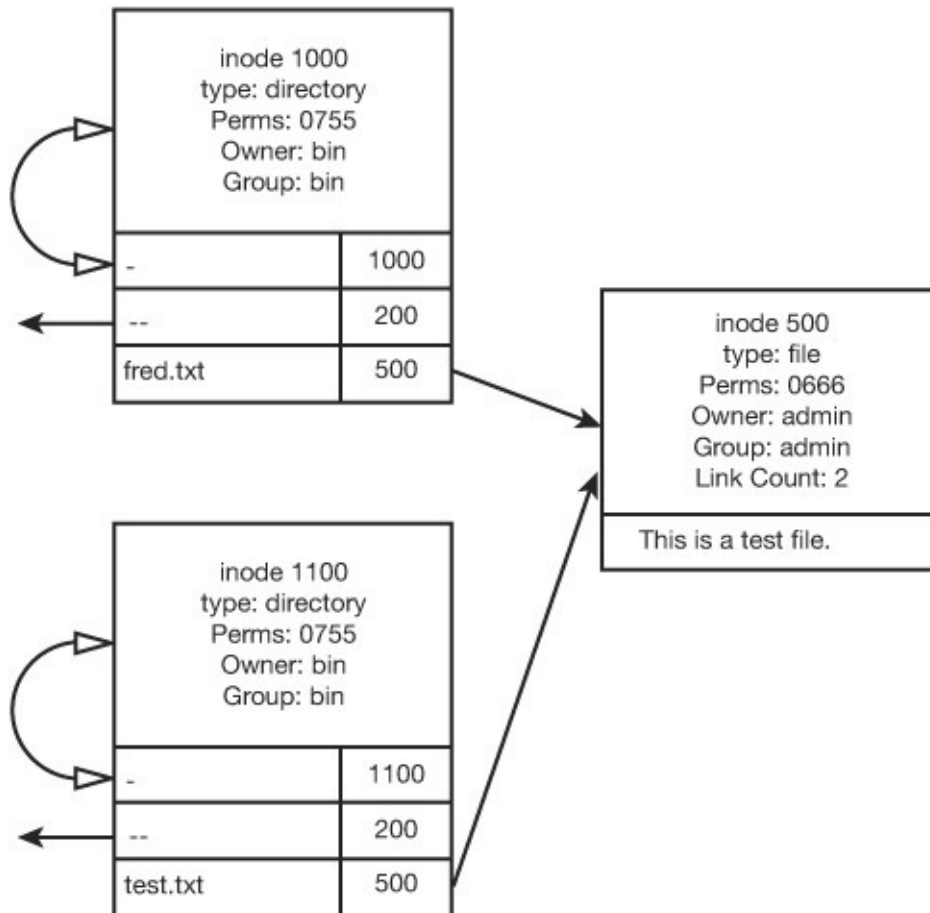 inode 1000
type: directory
Perms: 0755
Owner: bin
Group: bin
- 1000
-- 200
fred.txt 500
inode 500
type: file
Perms: 0666
Owner: admin
Group: admin
Link Count: 2
This is a test file.
inode 1100
type: directory
Perms: 0755
Owner: bin
Group: bin
- 1100
-- 200
test.txt 500